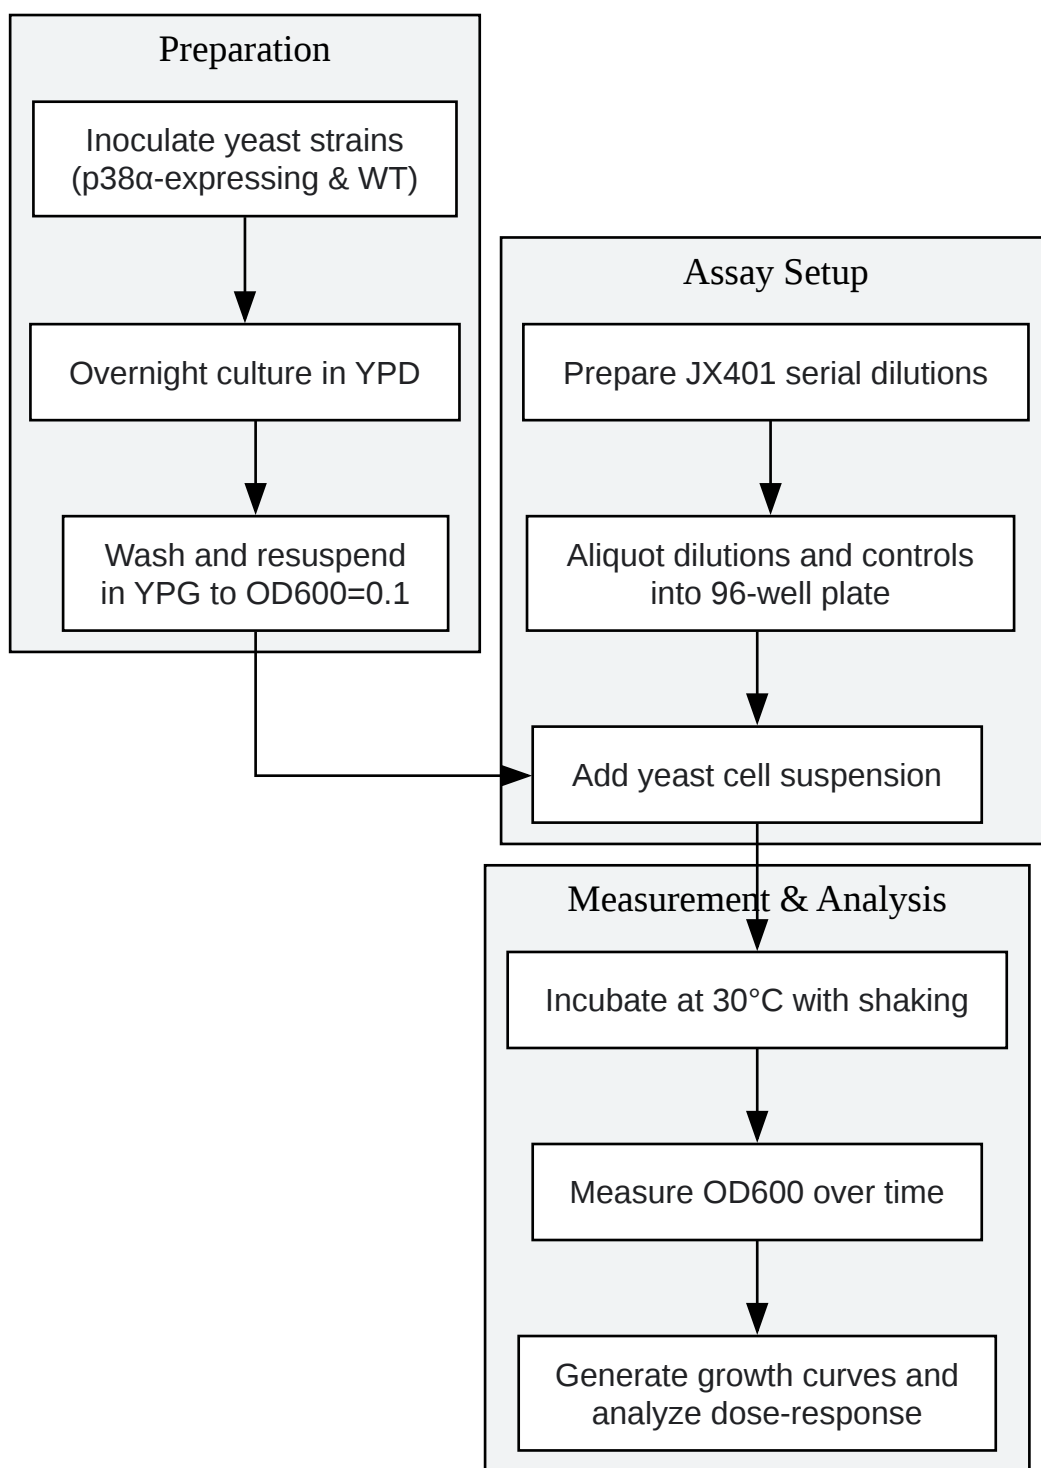 Preparation
Inoculate yeast strains
(p38α-expressing & WT)
Overnight culture in YPD
Wash and resuspend
in YPG to OD600=0.1
Assay Setup
Prepare JX401 serial dilutions
Aliquot dilutions and controls
into 96-well plate
Add yeast cell suspension
Measurement & Analysis
Incubate at 30°C with shaking
Measure OD600 over time
Generate growth curves and
analyze dose-response